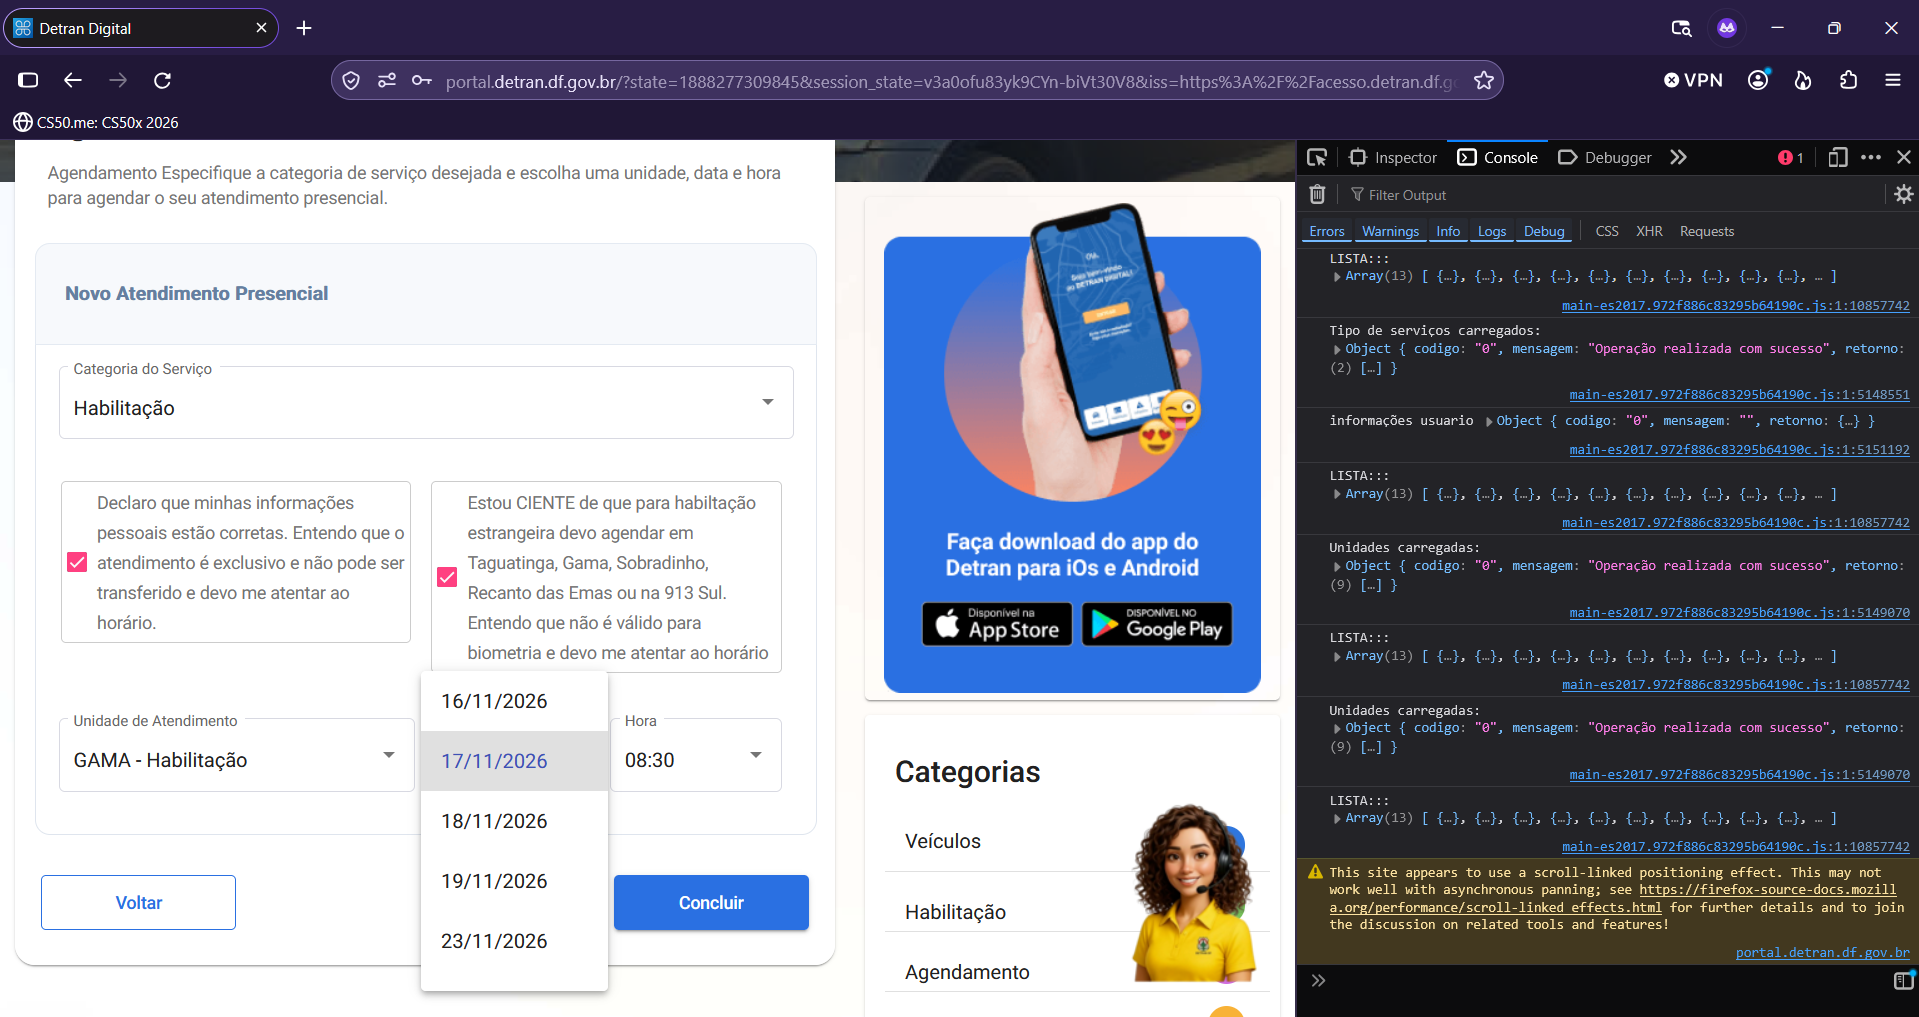 Detran Digital
portal.detran.df.gov.br/?state=1888277309845&session_state=v3a0ofu83yk9CYn-biVt30V8&iss=https%3A%2F%2Facesso.detran.df.g
VPN
CS50.me: CS50x 2026
Agendamento Especifique a categoria de serviço desejada e escolha uma unidade, data e hora
para agendar o seu atendimento presencial.
Novo Atendimento Presencial
Categoria do Serviço
Habilitação
Declaro que minhas informações
pessoais estão corretas. Entendo que o
atendimento é exclusivo e não pode ser
transferido e devo me atentar ao
horário.
Estou CIENTE de que para habiltação
estrangeira devo agendar em
Taguatinga, Gama, Sobradinho,
Recanto das Emas ou na 913 Sul.
Entendo que não é válido para
biometria e devo me atentar ao horário
Unidade de Atendimento
GAMA - Habilitação
16/11/2026
17/11/2026
18/11/2026
19/11/2026
23/11/2026
Hora
08:30
Voltar
Concluir
Faça download do app do
Detran para iOs e Android
Disponível na
App Store
DISPONÍVEL NO
Google Play
Categorias
Veículos
Habilitação
Agendamento
Inspector
Console
Debugger
1
Filter Output
Errors
Warnings
Info
Logs
Debug
CSS
XHR
Requests
LISTA:::
Array(13) [ {…}, {…}, {…}, {…}, {…}, {…}, {…}, {…}, {…}, {…}, … ]
main-es2017.972f886c83295b64190c.js:1:10857742
Tipo de serviços carregados:
Object { codigo: "0", mensagem: "Operação realizada com sucesso", retorno:
(2) […] }
main-es2017.972f886c83295b64190c.js:1:5148551
informações usuario Object { codigo: "0", mensagem: "", retorno: {…} }
main-es2017.972f886c83295b64190c.js:1:5151192
LISTA:::
Array(13) [ {…}, {…}, {…}, {…}, {…}, {…}, {…}, {…}, {…}, {…}, … ]
main-es2017.972f886c83295b64190c.js:1:10857742
Unidades carregadas:
Object { codigo: "0", mensagem: "Operação realizada com sucesso", retorno:
(9) […] }
main-es2017.972f886c83295b64190c.js:1:5149070
LISTA:::
Array(13) [ {…}, {…}, {…}, {…}, {…}, {…}, {…}, {…}, {…}, {…}, … ]
main-es2017.972f886c83295b64190c.js:1:10857742
Unidades carregadas:
Object { codigo: "0", mensagem: "Operação realizada com sucesso", retorno:
(9) […] }
main-es2017.972f886c83295b64190c.js:1:5149070
LISTA:::
Array(13) [ {…}, {…}, {…}, {…}, {…}, {…}, {…}, {…}, {…}, {…}, … ]
main-es2017.972f886c83295b64190c.js:1:10857742
This site appears to use a scroll-linked positioning effect. This may not
work well with asynchronous panning; see https://firefox-source-docs.mozill
a.org/performance/scroll-linked_effects.html for further details and to join
the discussion on related tools and features!
portal.detran.df.gov.br